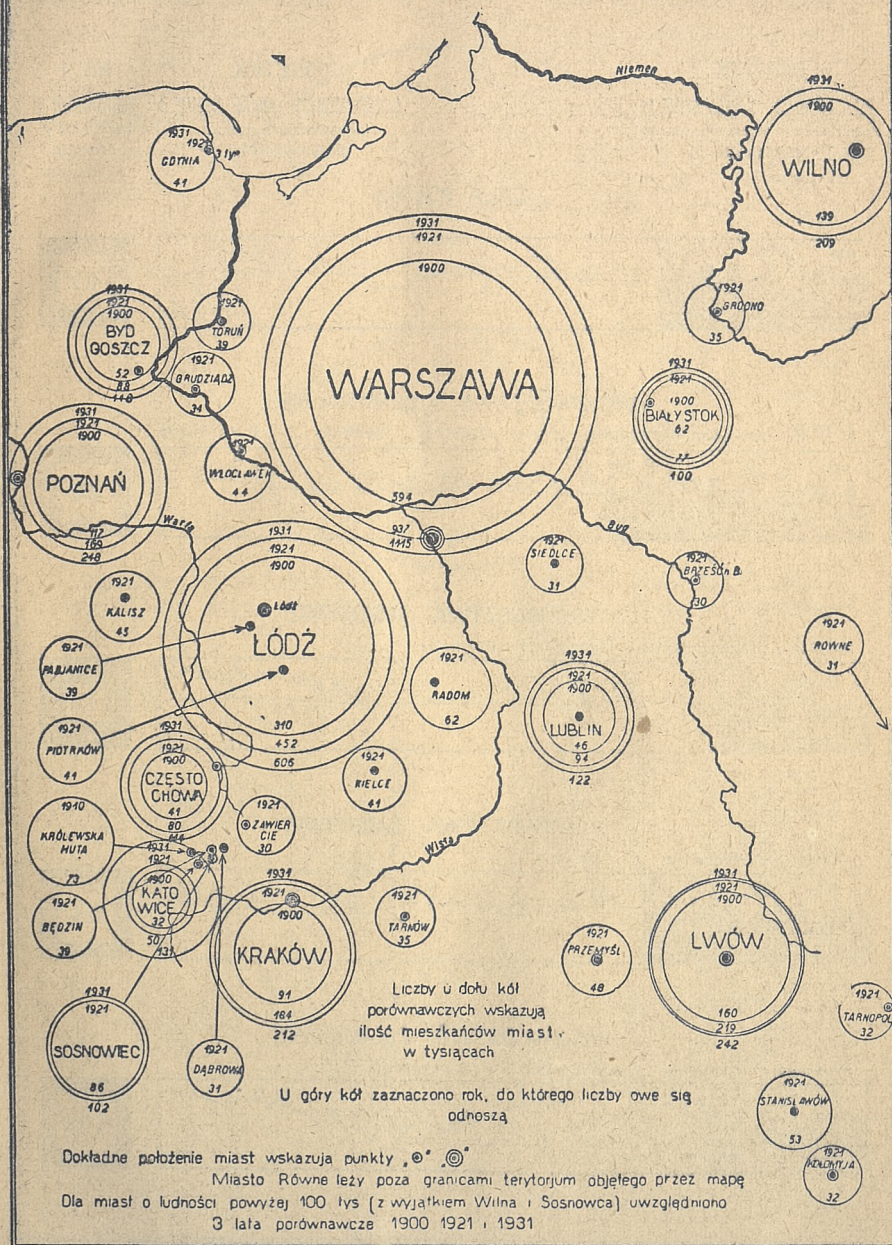 Niemen
1931
1900
WILNO
139
209
1931
1921
3 tys
GDYNIA
41
1931
1921
1900
WARSZAWA
594
937
1115
1921
GRODNO
35
1931
1921
1900
BYD
GOSZCZ
52
88
118
1921
TORUŃ
39
1921
GRUDZIĄDZ
34
1931
1921
1900
BIAŁYSTOK
62
77
100
1931
1921
1900
POZNAŃ
117
169
248
1921
WŁOCŁAWEK
44
Warta
Bug
1921
SIEDLCE
31
1921
BRZEŚĆ n B.
30
1921
KALISZ
45
1931
1921
1900
Łódź
ŁÓDŹ
310
452
606
1921
RÓWNE
31
1921
PABJANICE
39
1921
RADOM
62
1931
1921
1900
LUBLIN
46
94
122
1921
PIOTRKÓW
41
1931
1921
1900
CZĘSTO
CHOWA
41
80
1921
KIELCE
41
1910
KRÓLEWSKA
HUTA
73
1921
ZAWIER
CIE
30
Wisła
1931
1921
1900
KATO
WICE
32
50
131
1921
BĘDZIN
39
1931
1921
1900
KRAKÓW
91
184
212
1921
TARNÓW
35
1921
PRZEMYŚL
48
1931
1921
1900
LWÓW
160
219
242
1921
TARNOPOL
32
1931
1921
SOSNOWIEC
86
102
1921
DĄBROWA
31
Liczby u dołu kół
porównawczych wskazują
ilość mieszkańców miast
w tysiącach
1921
STANISŁAWÓW
53
U góry kół zaznaczono rok, do którego liczby owe się
odnoszą
1921
KOŁOMYJA
32
Dokładne położenie miast wskazują punkty „ “ „ “
Miasto Równe leży poza granicami terytorjum objętego przez mapę
Dla miast o ludności powyżej 100 tys (z wyjątkiem Wilna i Sosnowca) uwzględniono
3 lata porównawcze 1900 1921 i 1931